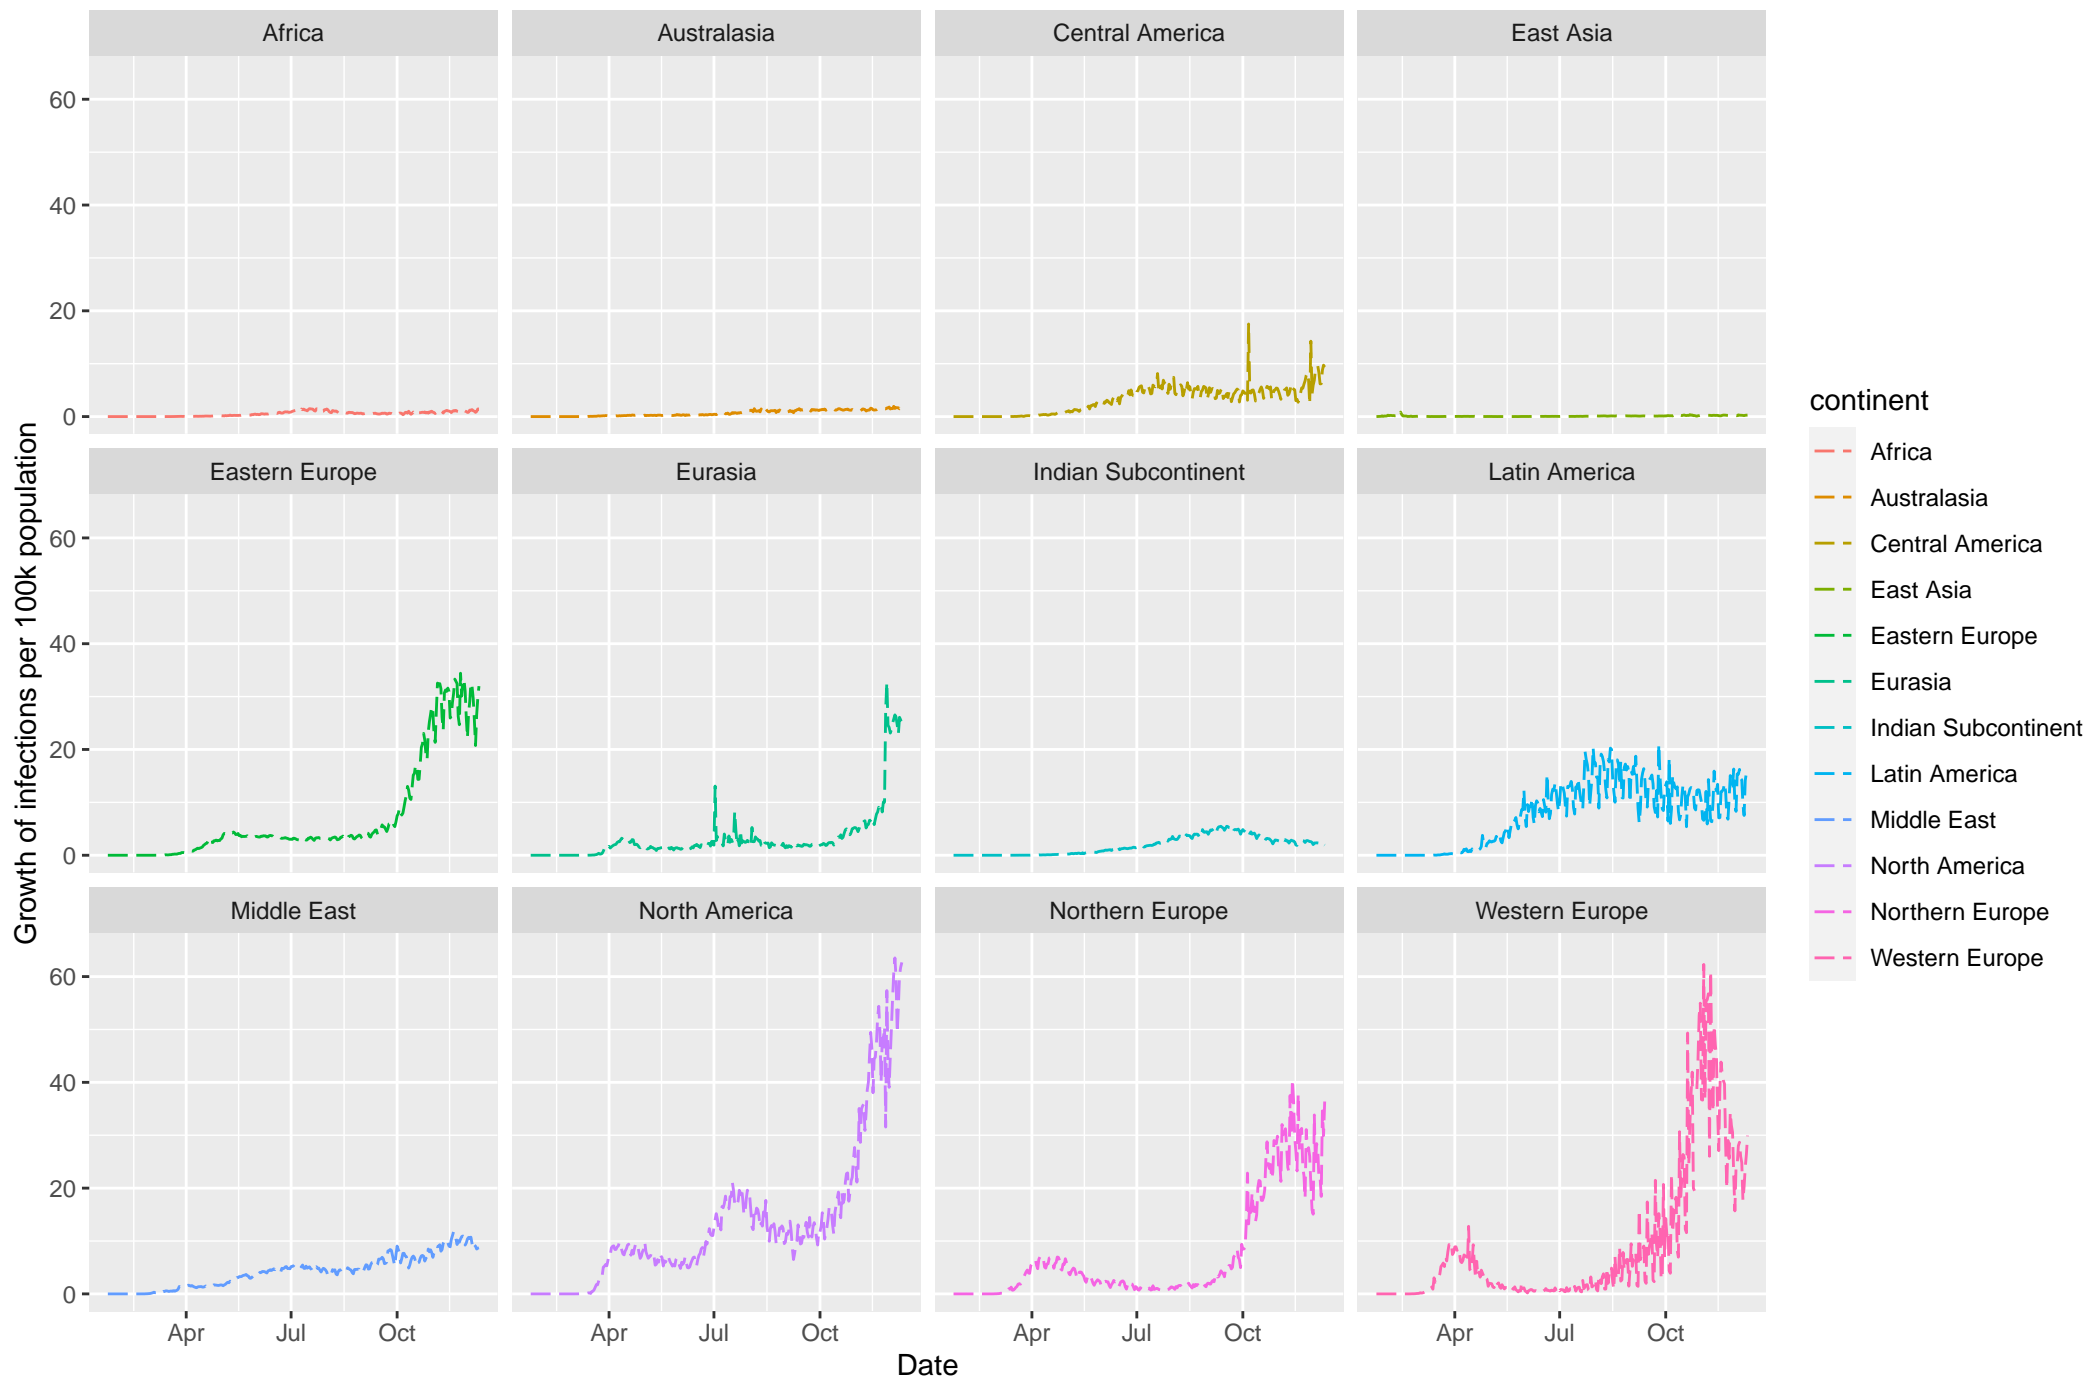 Africa
Australasia
Central America
East Asia
60
40
20
0
Eastern Europe
Eurasia
Indian Subcontinent
Latin America
60
40
20
0
Middle East
North America
Northern Europe
Western Europe
60
40
20
0
Apr Jul Oct
Apr Jul Oct
Apr Jul Oct
Apr Jul Oct
Date
Growth of infections per 100k population
continent
Africa
Australasia
Central America
East Asia
Eastern Europe
Eurasia
Indian Subcontinent
Latin America
Middle East
North America
Northern Europe
Western Europe